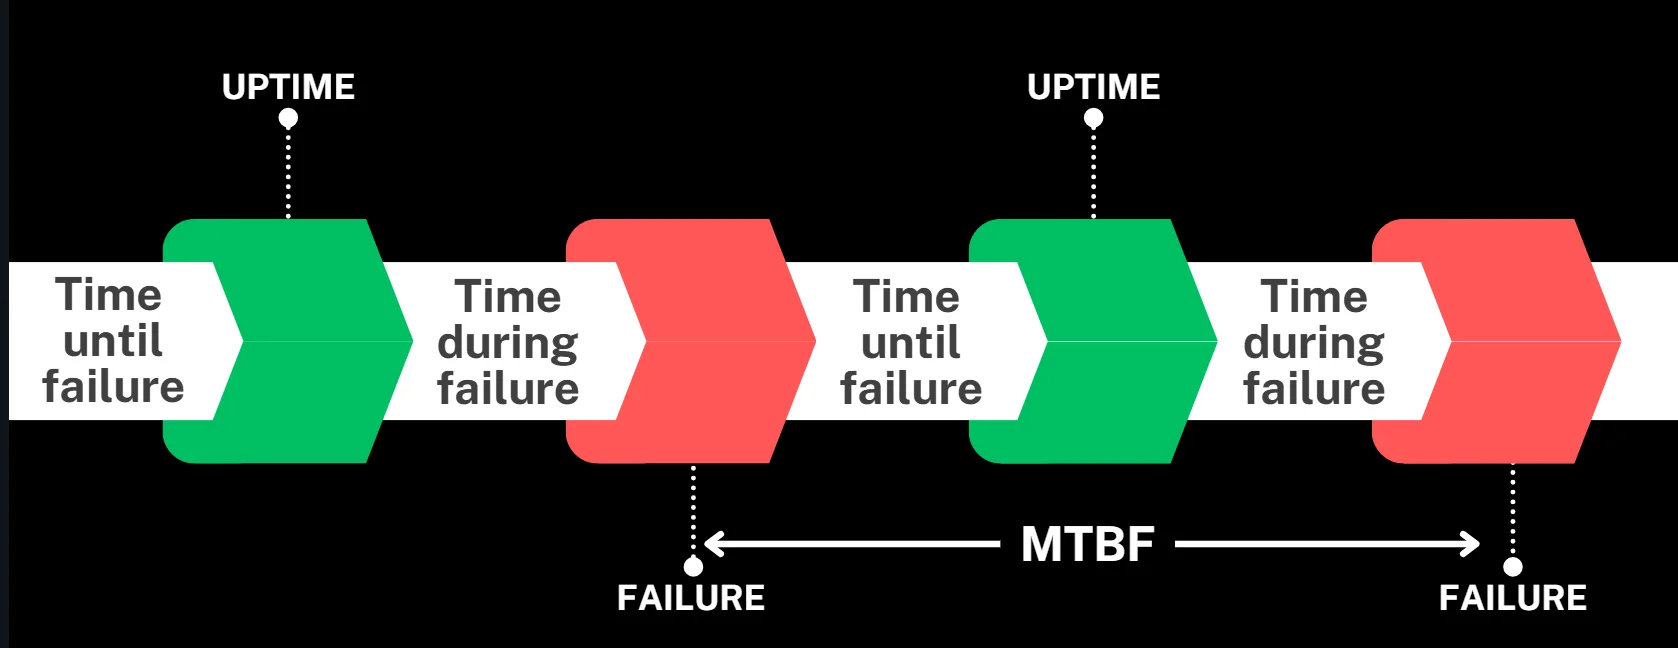 UPTIME
UPTIME
Time
until
failure
Time
during
failure
Time
until
failure
Time
during
failure
MTBF
FAILURE
FAILURE